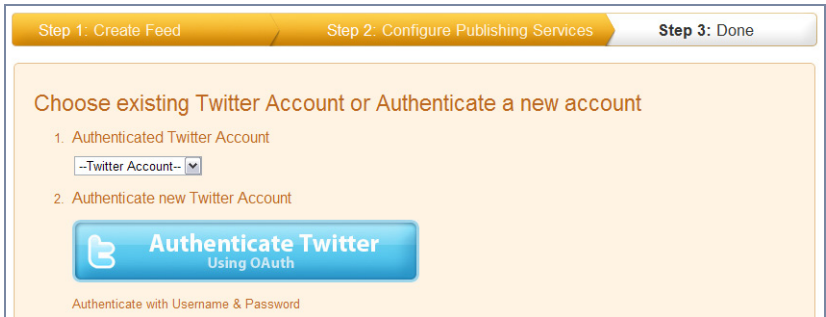 Step 1: Create Feed
Step 2: Configure Publishing Services
Step 3: Done
Choose existing Twitter Account or Authenticate a new account
1. Authenticated Twitter Account
--Twitter Account--
2. Authenticate new Twitter Account
Authenticate Twitter
Using OAuth
Authenticate with Username & Password